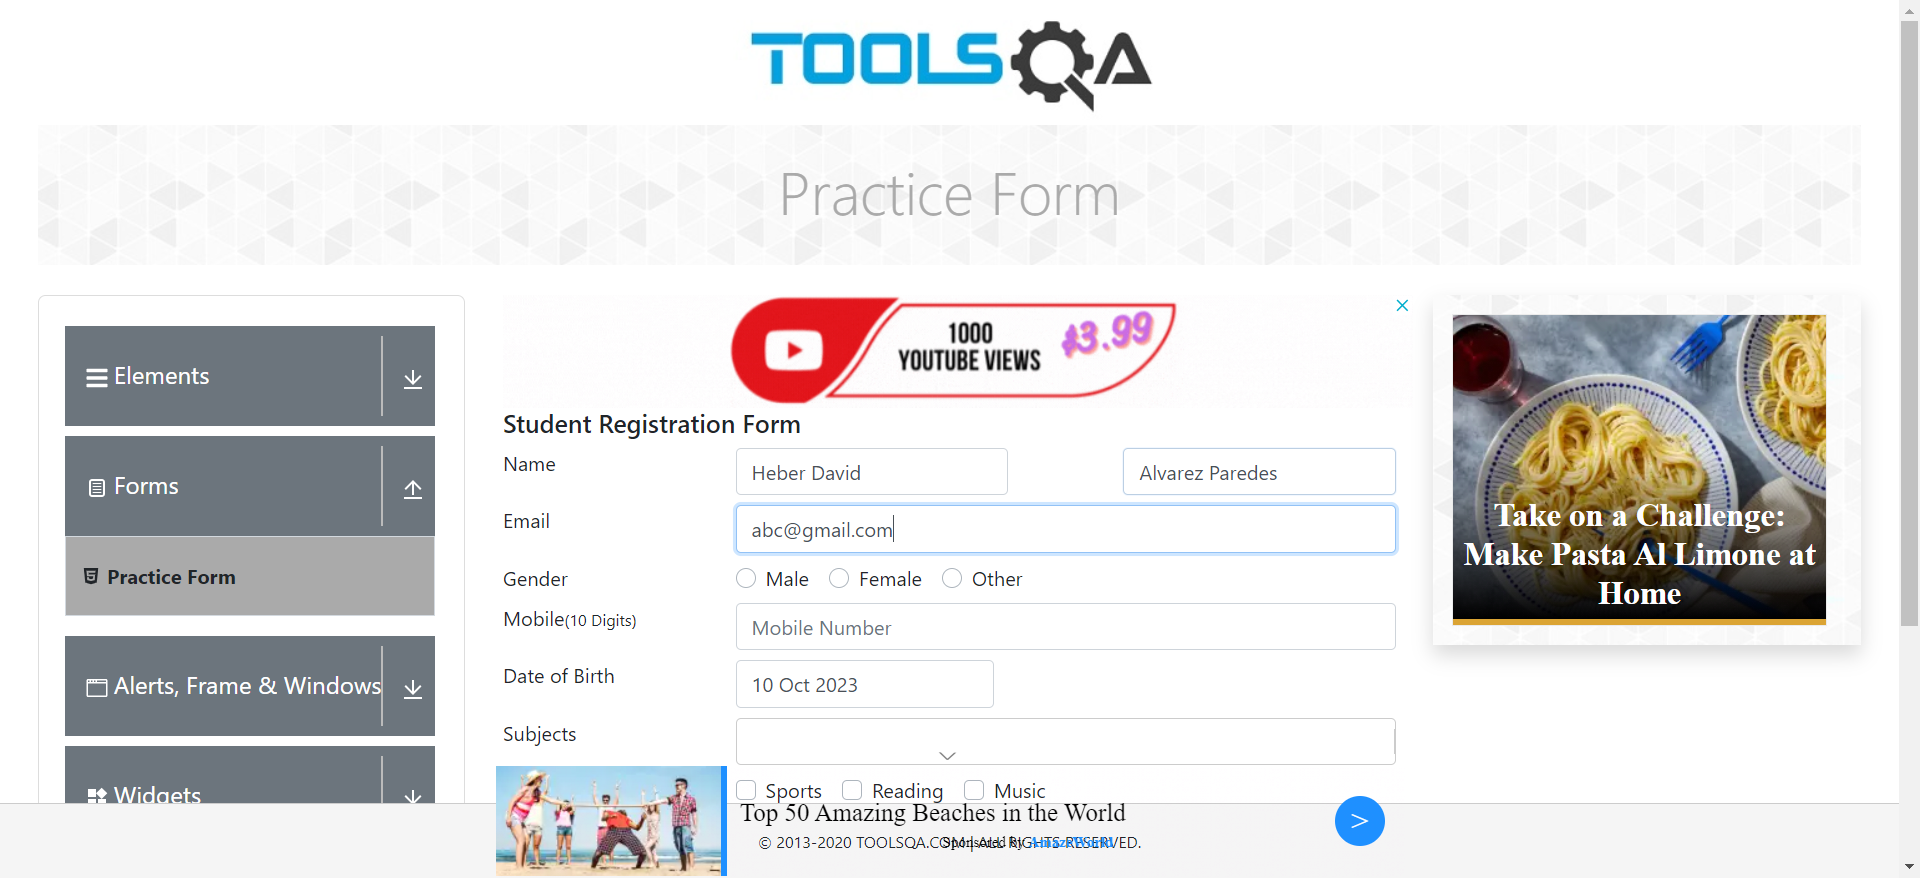 TOOLSQA
Practice Form
Elements
Forms
Practice Form
Alerts, Frame & Windows
Widgets
1000
YOUTUBE VIEWS
$3.99
Student Registration Form
Name
Heber David
Alvarez Paredes
Email
abc@gmail.com
Gender
Male
Female
Other
Mobile(10 Digits)
Mobile Number
Date of Birth
10 Oct 2023
Subjects
Sports
Reading
Music
Take on a Challenge:
Make Pasta Al Limone at
Home
Top 50 Amazing Beaches in the World
© 2013-2020 TOOLSQA.COM | ALL RIGHTS RESERVED.
Sponsored By